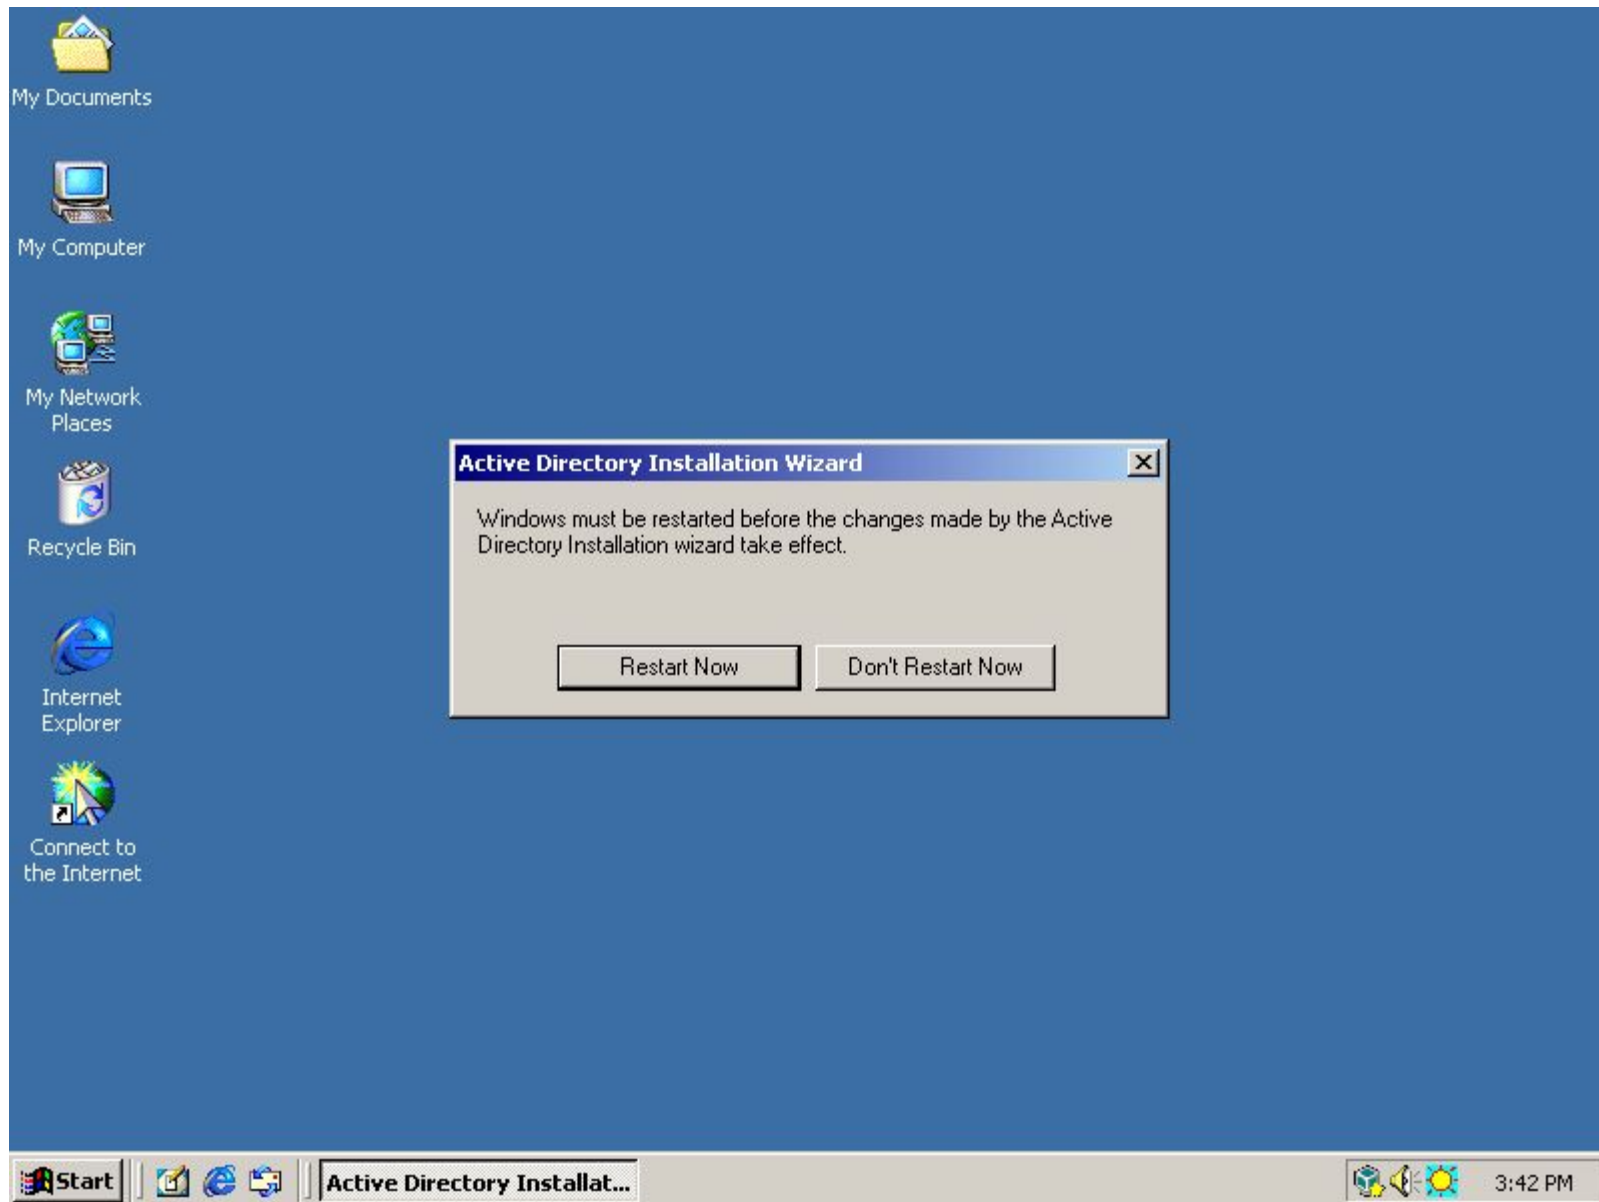 My Documents
My Computer
My Network
Places
Recycle Bin
Internet
Explorer
Connect to
the Internet
Active Directory Installation Wizard
Windows must be restarted before the changes made by the Active
Directory Installation wizard take effect.
Restart Now
Don't Restart Now
Start
Active Directory Installat...
3:42 PM